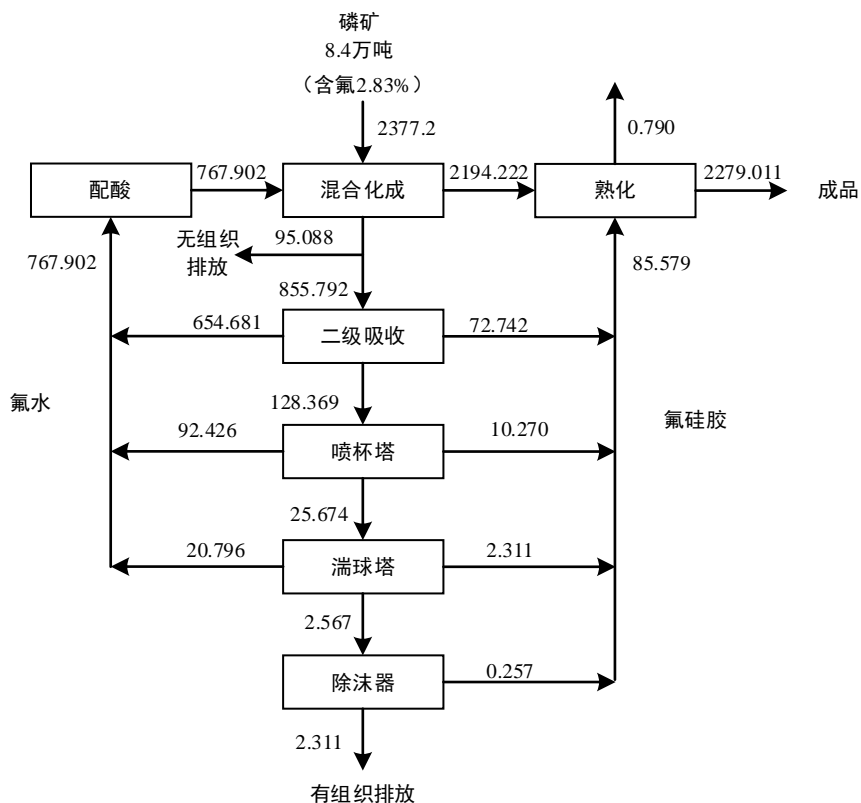 磷矿
8.4万吨
（含氟2.83%）
2377.2
0.790
配酸
767.902
混合化成
2194.222
熟化
2279.011
成品
无组织
排放
95.088
767.902
85.579
855.792
654.681
二级吸收
72.742
128.369
氟水
氟硅胶
92.426
喷杯塔
10.270
25.674
20.796
湍球塔
2.311
2.567
除沫器
0.257
2.311
有组织排放